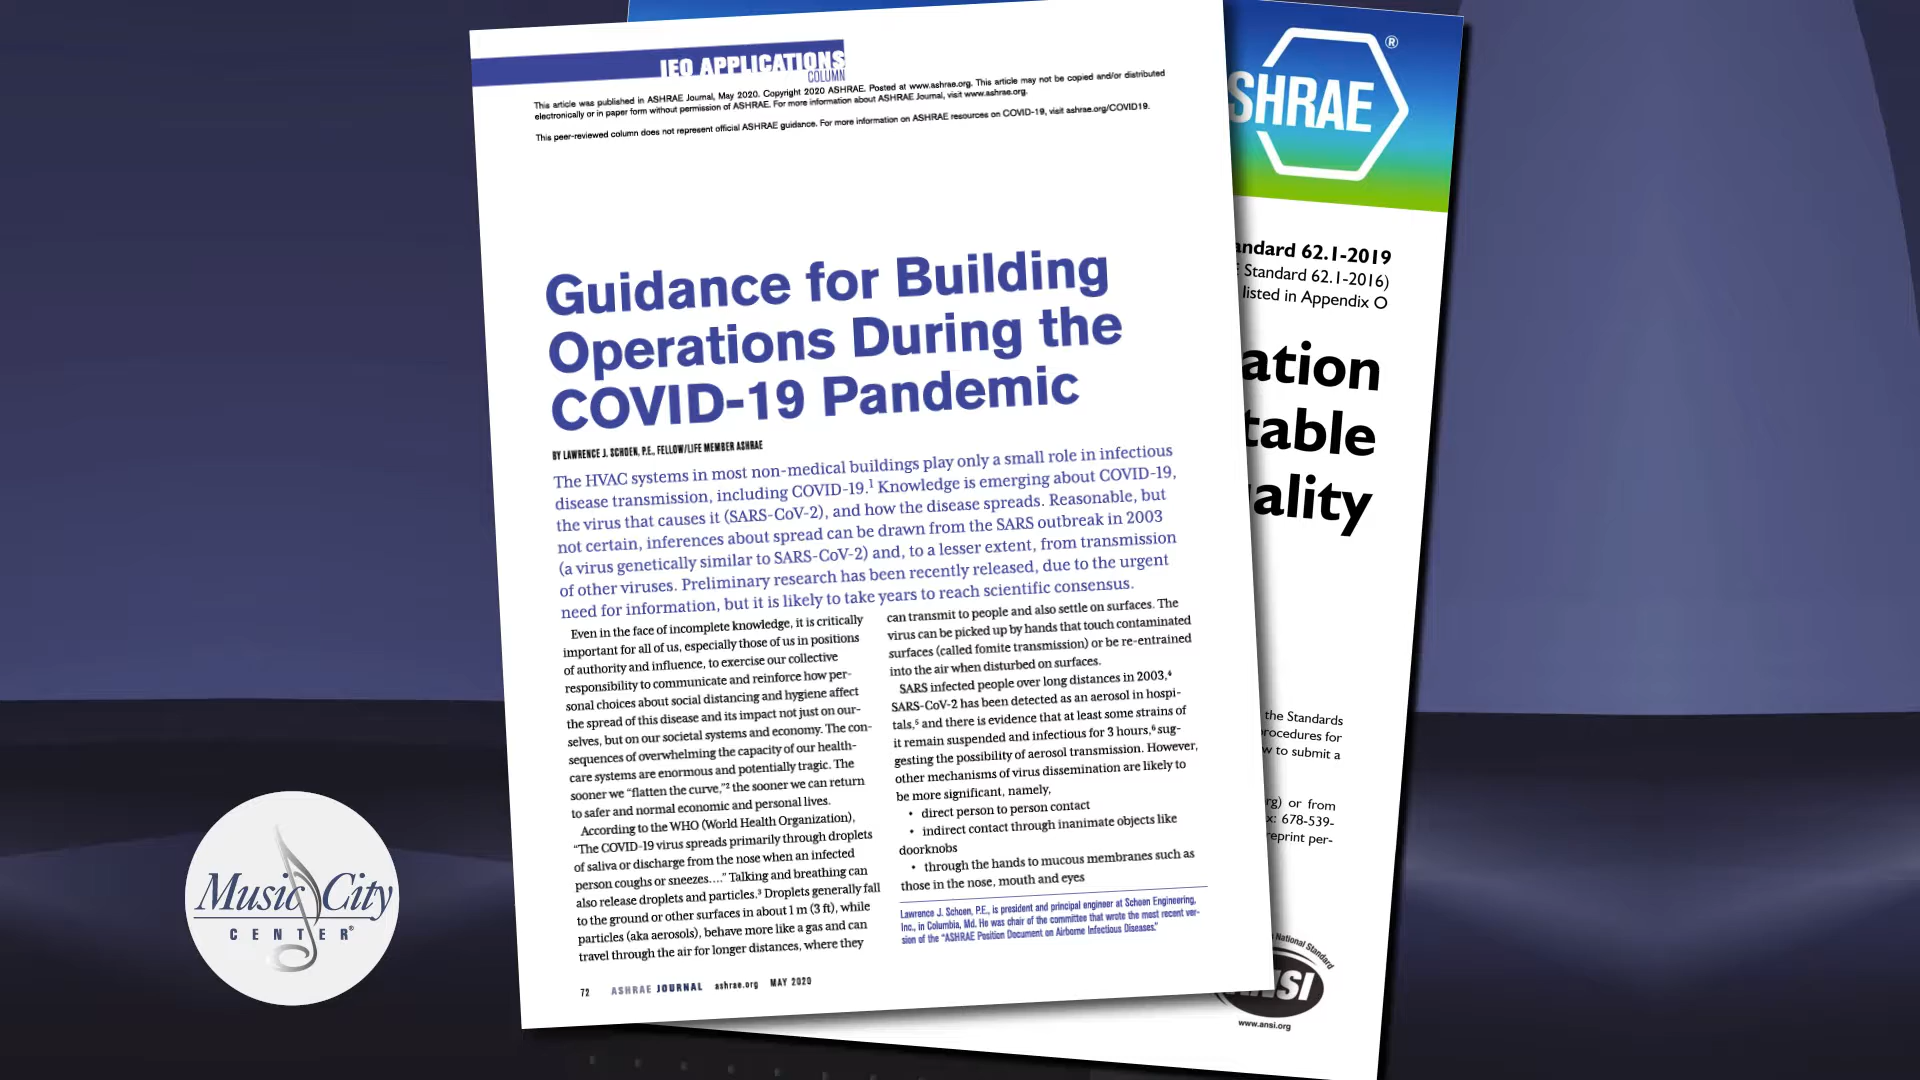 IEQ APPLICATIONS
COLUMN
This article was published in ASHRAE Journal, May 2020. Copyright 2020 ASHRAE. Posted at www.ashrae.org. This article may not be copied and/or distributed
electronically or in paper form without permission of ASHRAE. For more information about ASHRAE Journal, visit www.ashrae.org.
This peer-reviewed column does not represent official ASHRAE guidance. For more information on ASHRAE resources on COVID-19, visit ashrae.org/COVID19.
Guidance for Building
Operations During the
COVID-19 Pandemic
BY LAWRENCE J. SCHOEN, P.E., FELLOW/LIFE MEMBER ASHRAE
The HVAC systems in most non-medical buildings play only a small role in infectious
disease transmission, including COVID-19.1 Knowledge is emerging about COVID-19,
the virus that causes it (SARS-CoV-2), and how the disease spreads. Reasonable, but
not certain, inferences about spread can be drawn from the SARS outbreak in 2003
(a virus genetically similar to SARS-CoV-2) and, to a lesser extent, from transmission
of other viruses. Preliminary research has been recently released, due to the urgent
need for information, but it is likely to take years to reach scientific consensus.
Even in the face of incomplete knowledge, it is critically
important for all of us, especially those of us in positions
of authority and influence, to exercise our collective
responsibility to communicate and reinforce how per-
sonal choices about social distancing and hygiene affect
the spread of this disease and its impact not just on our-
selves, but on our societal systems and economy. The con-
sequences of overwhelming the capacity of our health-
care systems are enormous and potentially tragic. The
sooner we “flatten the curve,”2 the sooner we can return
to safer and normal economic and personal lives.
According to the WHO (World Health Organization),
“The COVID-19 virus spreads primarily through droplets
of saliva or discharge from the nose when an infected
person coughs or sneezes....” Talking and breathing can
also release droplets and particles.3 Droplets generally fall
to the ground or other surfaces in about 1 m (3 ft), while
particles (aka aerosols), behave more like a gas and can
travel through the air for longer distances, where they
can transmit to people and also settle on surfaces. The
virus can be picked up by hands that touch contaminated
surfaces (called fomite transmission) or be re-entrained
into the air when disturbed on surfaces.
SARS infected people over long distances in 2003,4
SARS-CoV-2 has been detected as an aerosol in hospi-
tals,5 and there is evidence that at least some strains of
it remain suspended and infectious for 3 hours,6 sug-
gesting the possibility of aerosol transmission. However,
other mechanisms of virus dissemination are likely to
be more significant, namely,
• direct person to person contact
• indirect contact through inanimate objects like
doorknobs
• through the hands to mucous membranes such as
those in the nose, mouth and eyes
Lawrence J. Schoen, P.E., is president and principal engineer at Schoen Engineering,
Inc., in Columbia, Md. He was chair of the committee that wrote the most recent ver-
sion of the “ASHRAE Position Document on Airborne Infectious Diseases.”
72 ASHRAE JOURNAL ashrae.org MAY 2020
SHRAE ®
andard 62.1-2019
Standard 62.1-2016)
listed in Appendix O
ation
table
ality
the Standards
rocedures for
w to submit a
rg) or from
x: 678-539-
reprint per-
National Standard
ANSI
www.ansi.org
Music City
CENTER®